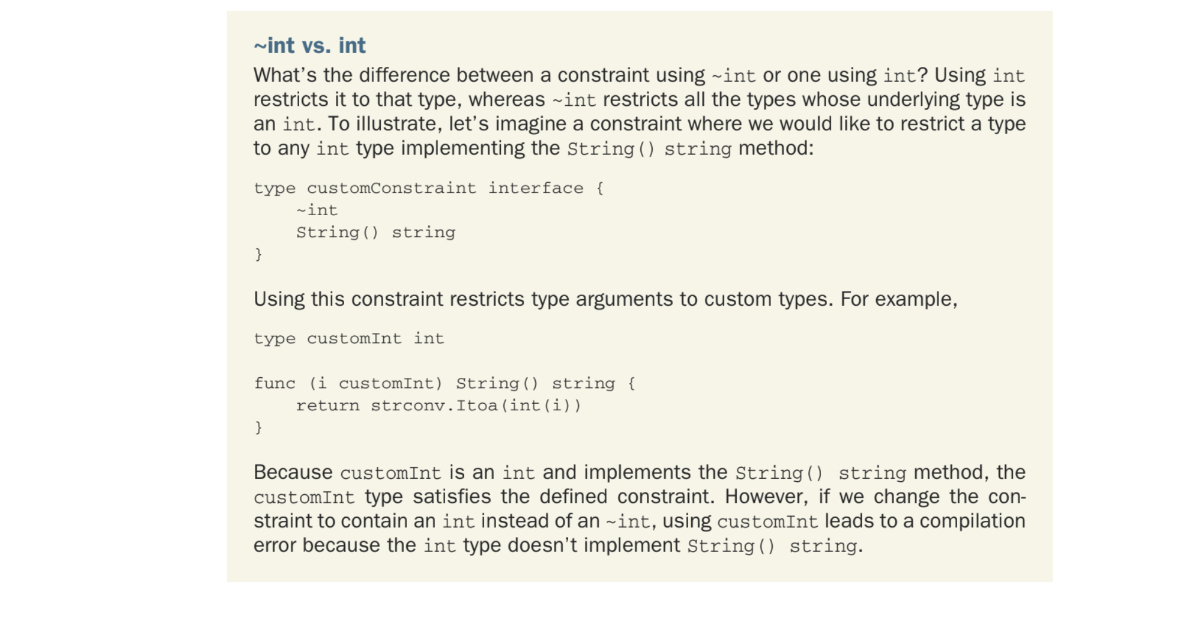 ~int vs. int
What's the difference between a constraint using ~int or one using int? Using int
restricts it to that type, whereas ~int restricts all the types whose underlying type is
an int. To illustrate, let's imagine a constraint where we would like to restrict a type
to any int type implementing the String() string method:
type customConstraint interface {
    ~int
    String() string
}
Using this constraint restricts type arguments to custom types. For example,
type customInt int
func (i customInt) String() string {
    return strconv.Itoa(int(i))
}
Because customInt is an int and implements the String() string method, the
customInt type satisfies the defined constraint. However, if we change the con-
straint to contain an int instead of an ~int, using customInt leads to a compilation
error because the int type doesn't implement String() string.